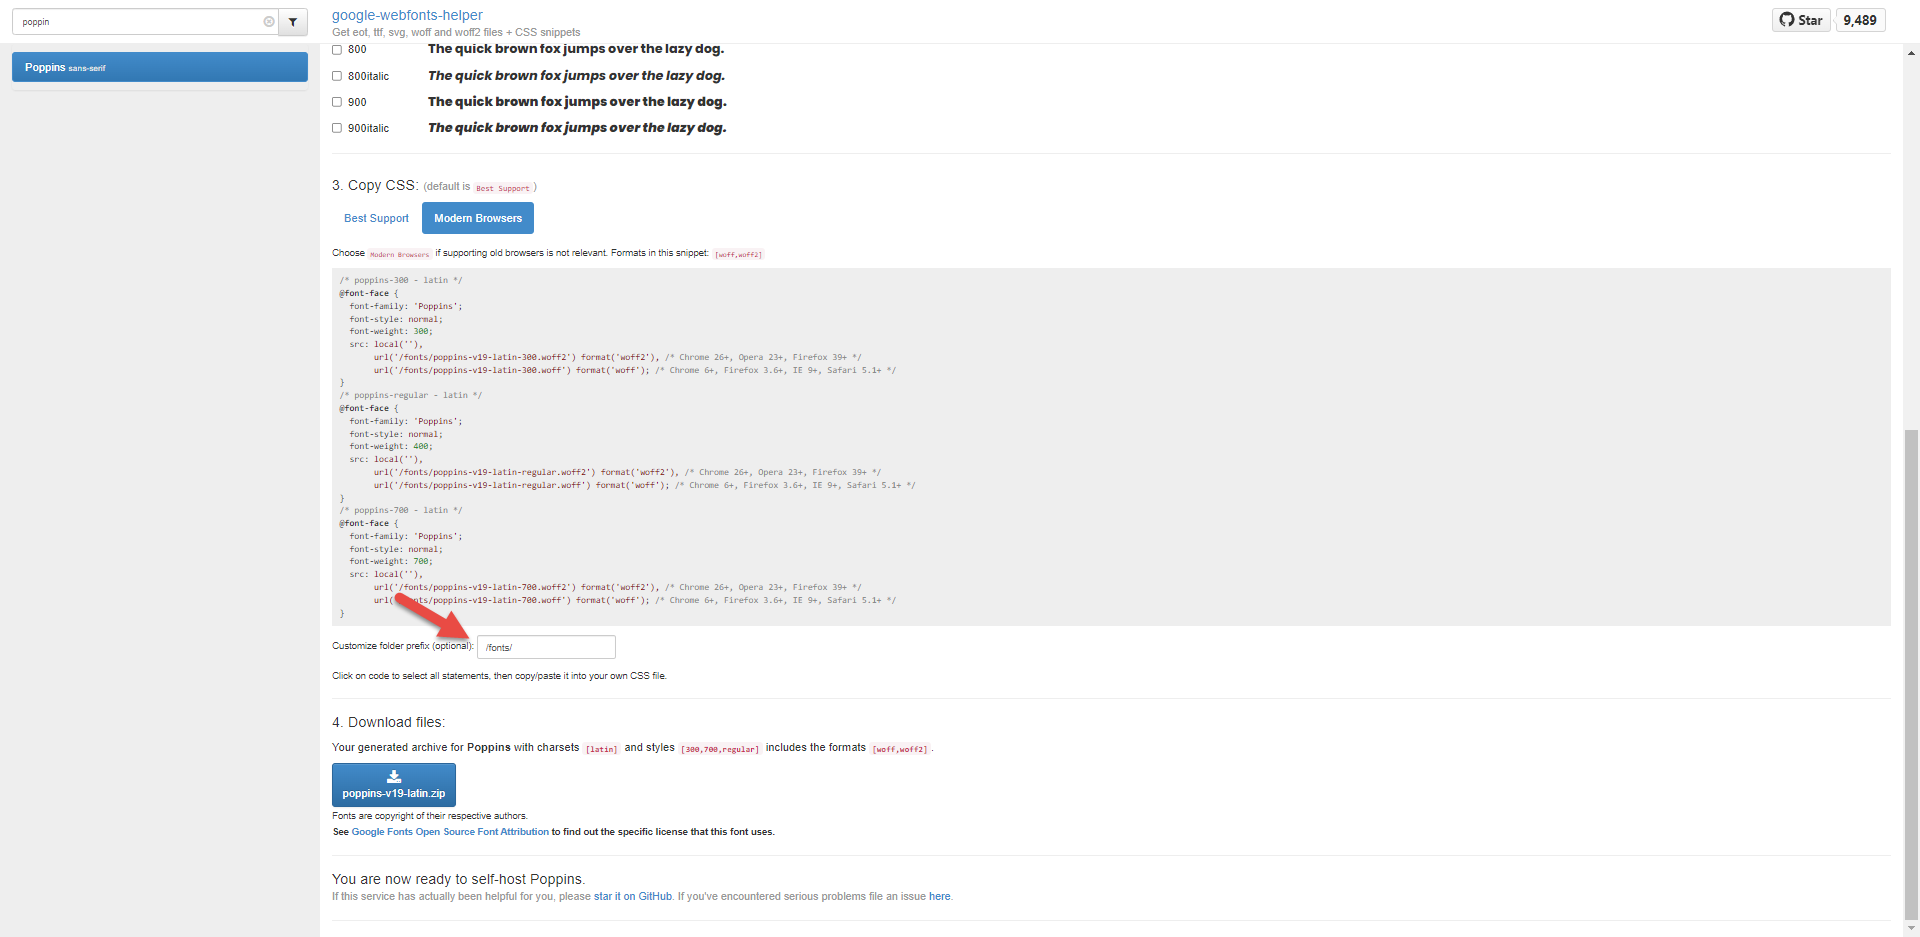 poppin
google-webfonts-helper
Get eot, ttf, svg, woff and woff2 files + CSS snippets
Star 9,489
Poppins sans-serif
800 The quick brown fox jumps over the lazy dog.
800italic The quick brown fox jumps over the lazy dog.
900 The quick brown fox jumps over the lazy dog.
900italic The quick brown fox jumps over the lazy dog.
3. Copy CSS: (default is Best Support )
Best Support Modern Browsers
Choose Modern Browsers if supporting old browsers is not relevant. Formats in this snippet: [woff,woff2]
/* poppins-300 - latin */
@font-face {
font-family: 'Poppins';
font-style: normal;
font-weight: 300;
src: local(''),
url('/fonts/poppins-v19-latin-300.woff2') format('woff2'), /* Chrome 26+, Opera 23+, Firefox 39+ */
url('/fonts/poppins-v19-latin-300.woff') format('woff'); /* Chrome 6+, Firefox 3.6+, IE 9+, Safari 5.1+ */
}
/* poppins-regular - latin */
@font-face {
font-family: 'Poppins';
font-style: normal;
font-weight: 400;
src: local(''),
url('/fonts/poppins-v19-latin-regular.woff2') format('woff2'), /* Chrome 26+, Opera 23+, Firefox 39+ */
url('/fonts/poppins-v19-latin-regular.woff') format('woff'); /* Chrome 6+, Firefox 3.6+, IE 9+, Safari 5.1+ */
}
/* poppins-700 - latin */
@font-face {
font-family: 'Poppins';
font-style: normal;
font-weight: 700;
src: local(''),
url('/fonts/poppins-v19-latin-700.woff2') format('woff2'), /* Chrome 26+, Opera 23+, Firefox 39+ */
url( nts/poppins-v19-latin-700.woff') format('woff'); /* Chrome 6+, Firefox 3.6+, IE 9+, Safari 5.1+ */
}
Customize folder prefix (optional): /fonts/
Click on code to select all statements, then copy/paste it into your own CSS file.
4. Download files:
Your generated archive for Poppins with charsets [latin] and styles [300,700,regular] includes the formats [woff,woff2] .
poppins-v19-latin.zip
Fonts are copyright of their respective authors.
See Google Fonts Open Source Font Attribution to find out the specific license that this font uses.
You are now ready to self-host Poppins.
If this service has actually been helpful for you, please star it on GitHub. If you've encountered serious problems file an issue here.